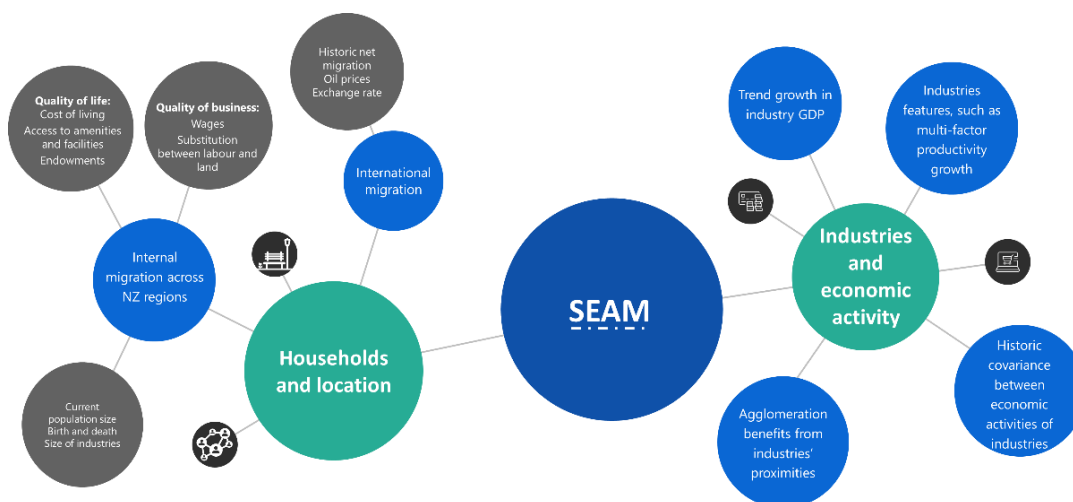 Historic net
migration
Oil prices
Exchange rate
Quality of life:
Cost of living
Access to amenities
and facilities
Endowments
Quality of business:
Wages
Substitution
between labour and
land
International
migration
Internal
migration across
NZ regions
Households
and location
Current
population size
Birth and death
Size of industries
SEAM
Trend growth in
industry GDP
Industries
features, such as
multi-factor
productivity
growth
Industries
and
economic
activity
Agglomeration
benefits from
industries’
proximities
Historic
covariance
between
economic
activities of
industries